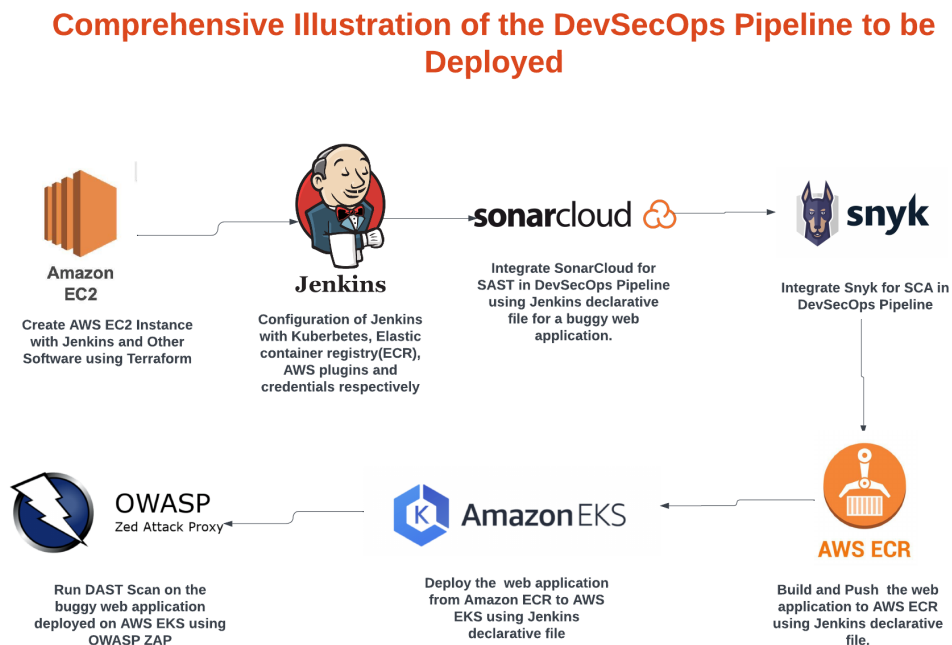 Comprehensive Illustration of the DevSecOps Pipeline to be
Deployed
Amazon
EC2
Create AWS EC2 Instance
with Jenkins and Other
Software using Terraform
Jenkins
Configuration of Jenkins
with Kuberbetes, Elastic
container registry(ECR),
AWS plugins and
credentials respectively
sonarcloud
Integrate SonarCloud for
SAST in DevSecOps Pipeline
using Jenkins declarative
file for a buggy web
application.
snyk
Integrate Snyk for SCA in
DevSecOps Pipeline
OWASP
Zed Attack Proxy
Run DAST Scan on the
buggy web application
deployed on AWS EKS using
OWASP ZAP
K
Amazon EKS
Deploy the web application
from Amazon ECR to AWS
EKS using Jenkins
declarative file
AWS ECR
Build and Push the web
application to AWS ECR
using Jenkins declarative
file.